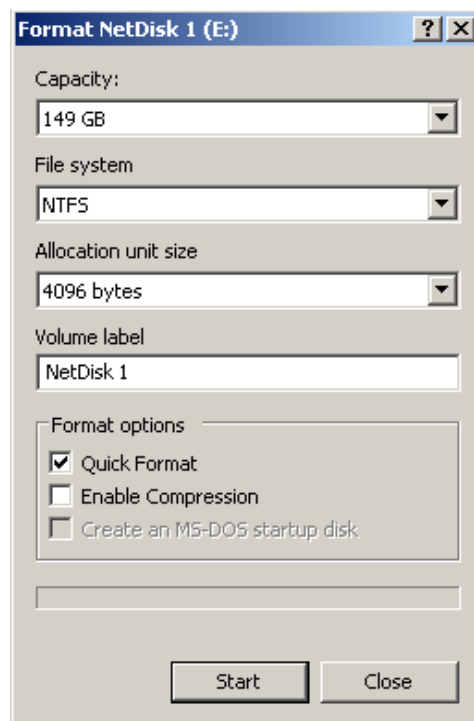 Format NetDisk 1 (E:)
Capacity:
149 GB
File system
NTFS
Allocation unit size
4096 bytes
Volume label
NetDisk 1
Format options
Quick Format
Enable Compression
Create an MS-DOS startup disk
Start Close